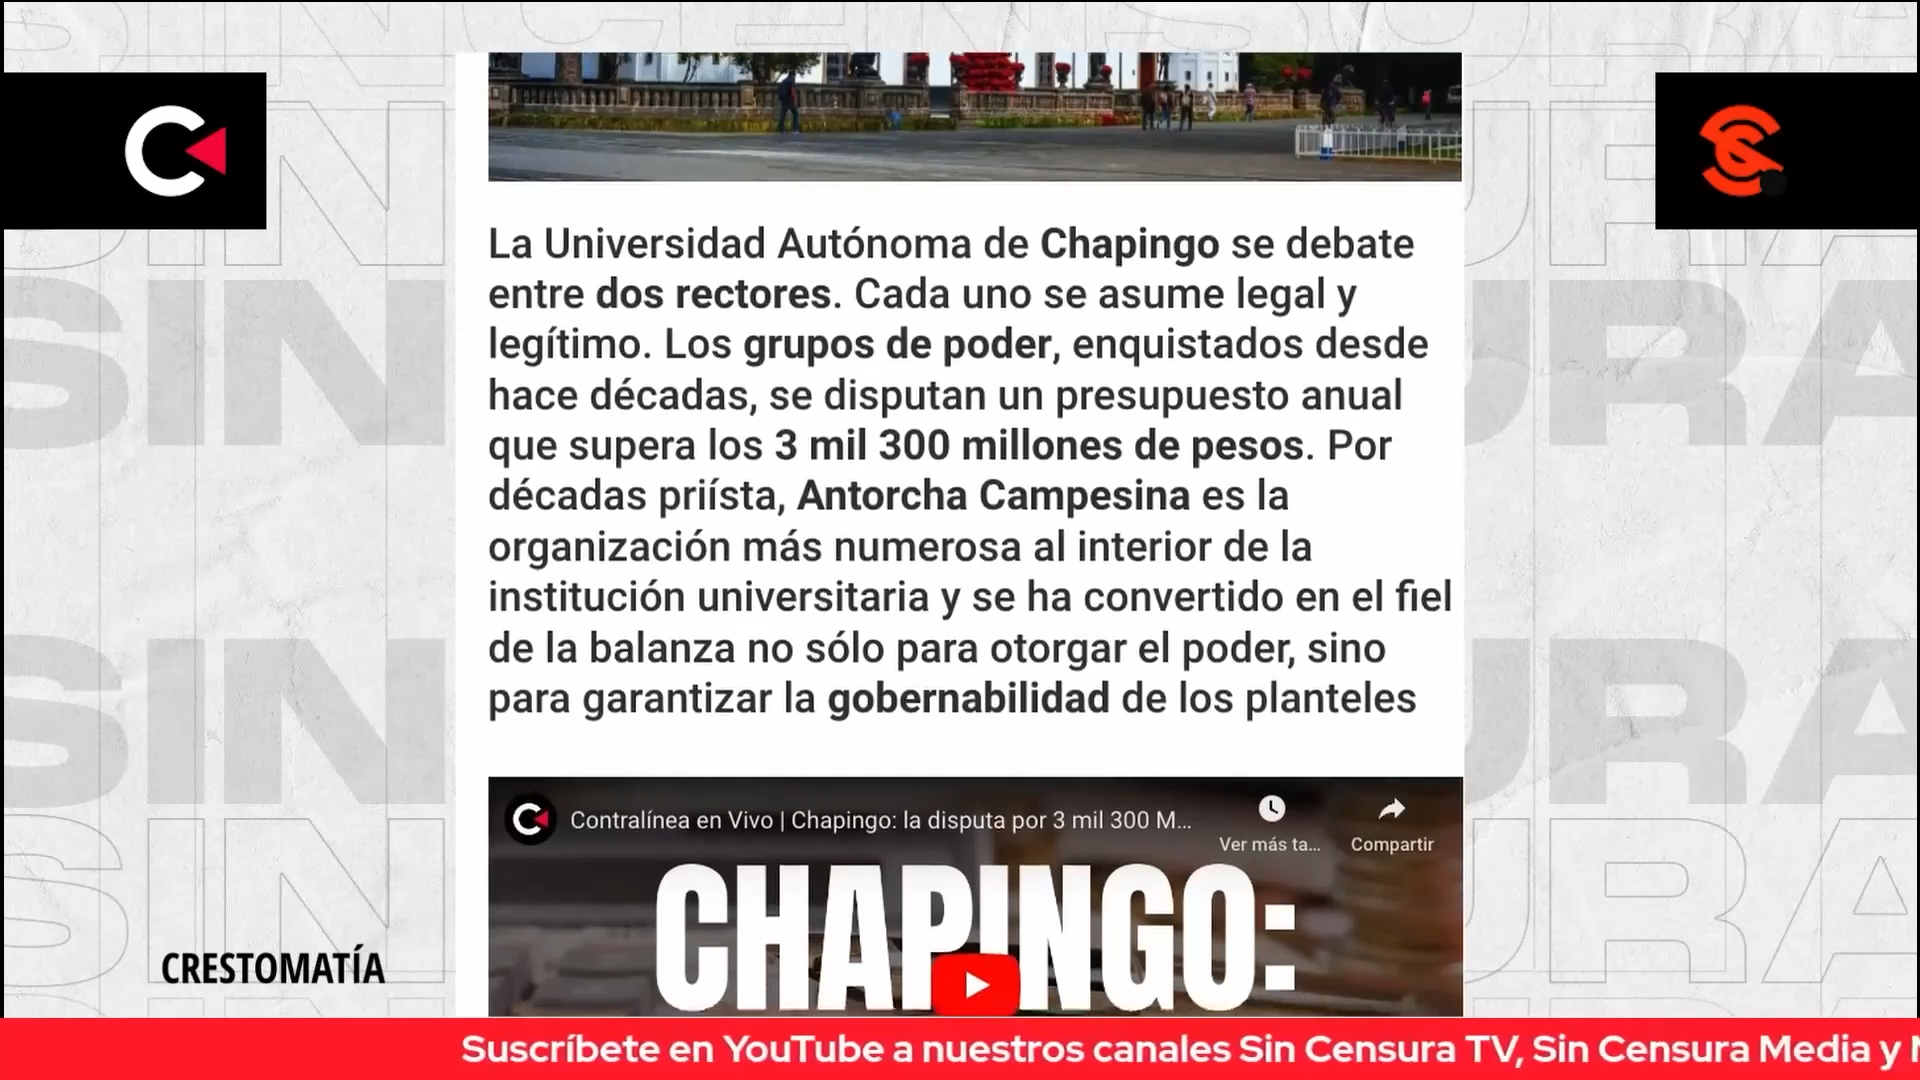 La Universidad Autónoma de Chapingo se debate
entre dos rectores. Cada uno se asume legal y
legítimo. Los grupos de poder, enquistados desde
hace décadas, se disputan un presupuesto anual
que supera los 3 mil 300 millones de pesos. Por
décadas priísta, Antorcha Campesina es la
organización más numerosa al interior de la
institución universitaria y se ha convertido en el fiel
de la balanza no sólo para otorgar el poder, sino
para garantizar la gobernabilidad de los planteles
Contralínea en Vivo | Chapingo: la disputa por 3 mil 300 M...
Ver más ta...
Compartir
CHAPINGO:
CRESTOMATÍA
Suscríbete en YouTube a nuestros canales Sin Censura TV, Sin Censura Media y